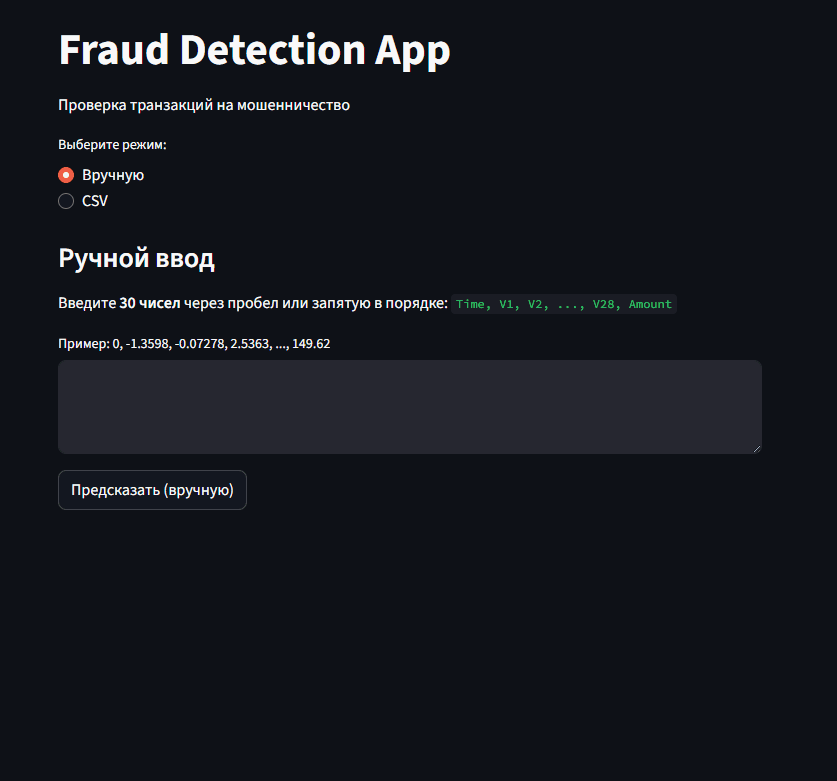 Fraud Detection App
Проверка транзакций на мошенничество
Выберите режим:
Вручную
CSV
Ручной ввод
Введите 30 чисел через пробел или запятую в порядке: Time, V1, V2, ..., V28, Amount
Пример: 0, -1.3598, -0.07278, 2.5363, ..., 149.62
Предсказать (вручную)